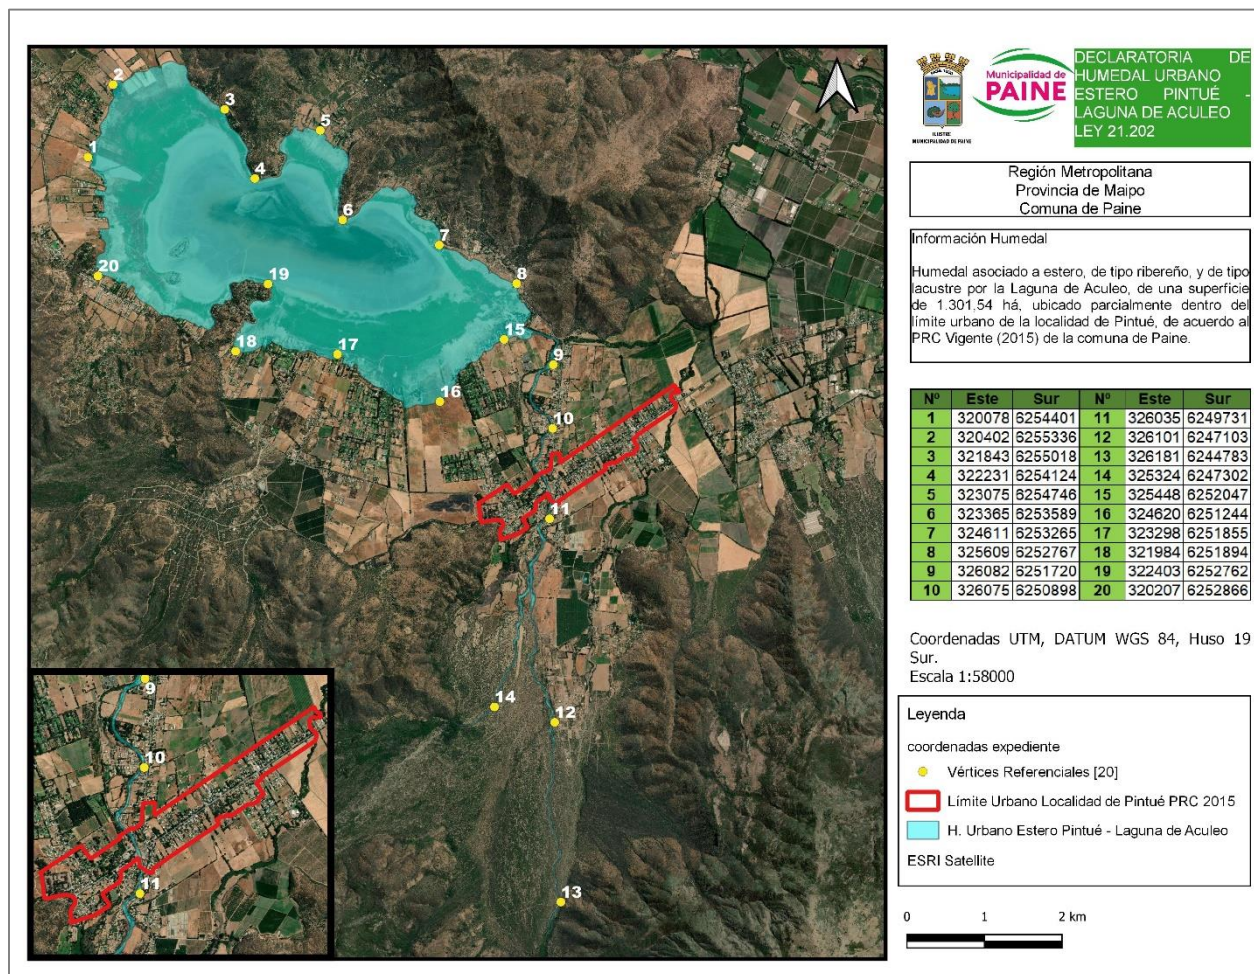 ILUSTRE
MUNICIPALIDAD DE PAINE
Municipalidad de
PAINE
DECLARATORIA DE
HUMEDAL URBANO
ESTERO PINTUÉ -
LAGUNA DE ACULEO
LEY 21.202
Región Metropolitana
Provincia de Maipo
Comuna de Paine
Información Humedal
Humedal asociado a estero, de tipo ribereño, y de tipo
lacustre por la Laguna de Aculeo, de una superficie
de 1.301,54 há, ubicado parcialmente dentro del
límite urbano de la localidad de Pintué, de acuerdo al
PRC Vigente (2015) de la comuna de Paine.
Nº Este Sur Nº Este Sur
1 320078 6254401 11 326035 6249731
2 320402 6255336 12 326101 6247103
3 321843 6255018 13 326181 6244783
4 322231 6254124 14 325324 6247302
5 323075 6254746 15 325448 6252047
6 323365 6253589 16 324620 6251244
7 324611 6253265 17 323298 6251855
8 325609 6252767 18 321984 6251894
9 326082 6251720 19 322403 6252762
10 326075 6250898 20 320207 6252866
Coordenadas UTM, DATUM WGS 84, Huso 19
Sur.
Escala 1:58000
Leyenda
coordenadas expediente
Vértices Referenciales [20]
Límite Urbano Localidad de Pintué PRC 2015
H. Urbano Estero Pintué - Laguna de Aculeo
ESRI Satellite
0 1 2 km
2
3
5
1
4
6
7
20
19
8
15
18
17
9
16
10
11
14
12
13
9
10
11